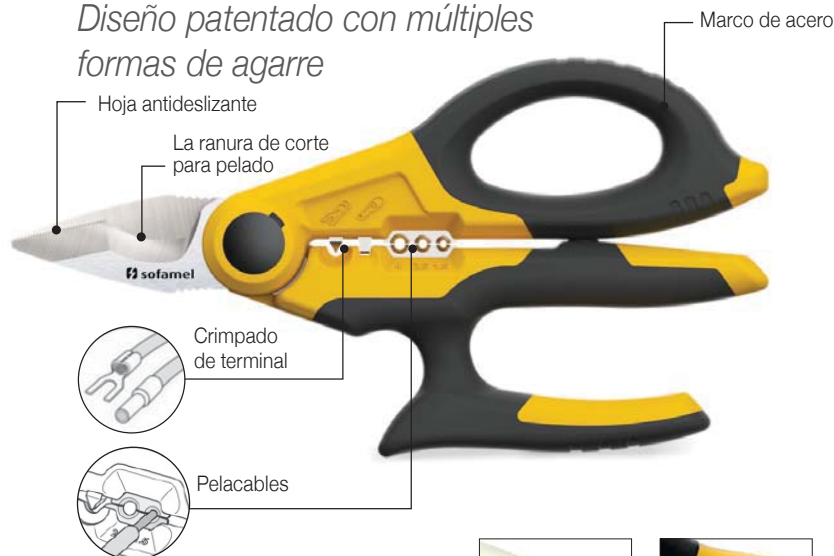 Diseño patentado con múltiples
formas de agarre
Marco de acero
Hoja antideslizante
La ranura de corte
para pelado
sofamel
Crimpado
de terminal
Pelacables